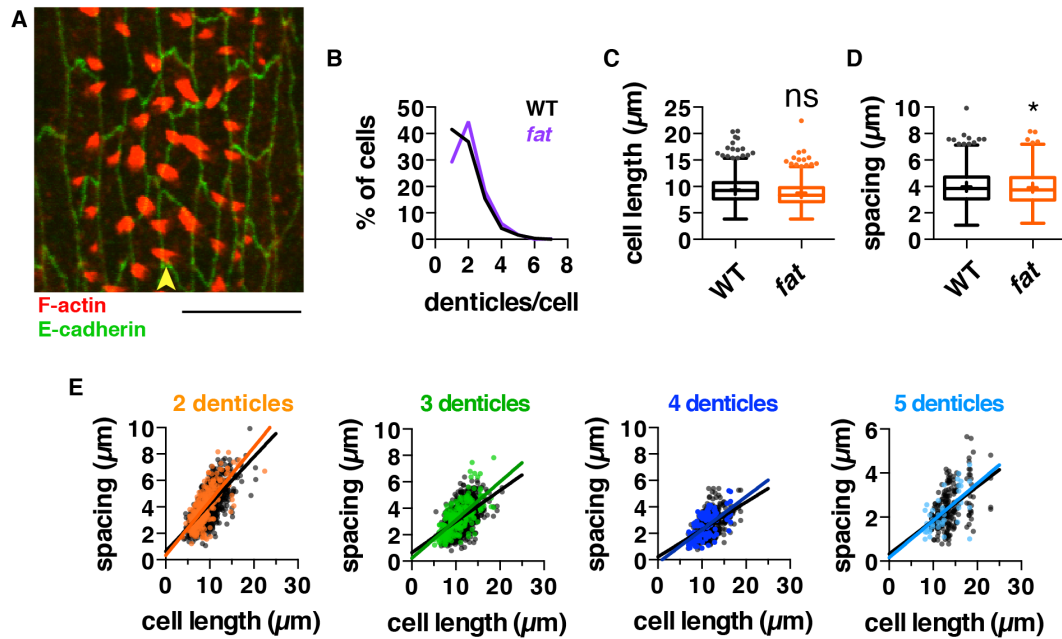 A
F-actin
E-cadherin
B
% of cells
50
40
30
20
10
0
0 2 4 6 8
denticles/cell
WT
fat
C
cell length (µm)
25
20
15
10
5
0
ns
WT
fat
D
spacing (µm)
10
8
6
4
2
0
*
WT
fat
E
2 denticles
spacing (µm)
10
8
6
4
2
0
0 10 20 30
cell length (µm)
3 denticles
spacing (µm)
10
8
6
4
2
0
0 10 20 30
cell length (µm)
4 denticles
spacing (µm)
10
8
6
4
2
0
0 10 20 30
cell length (µm)
5 denticles
spacing (µm)
6
4
2
0
0 10 20 30
cell length (µm)